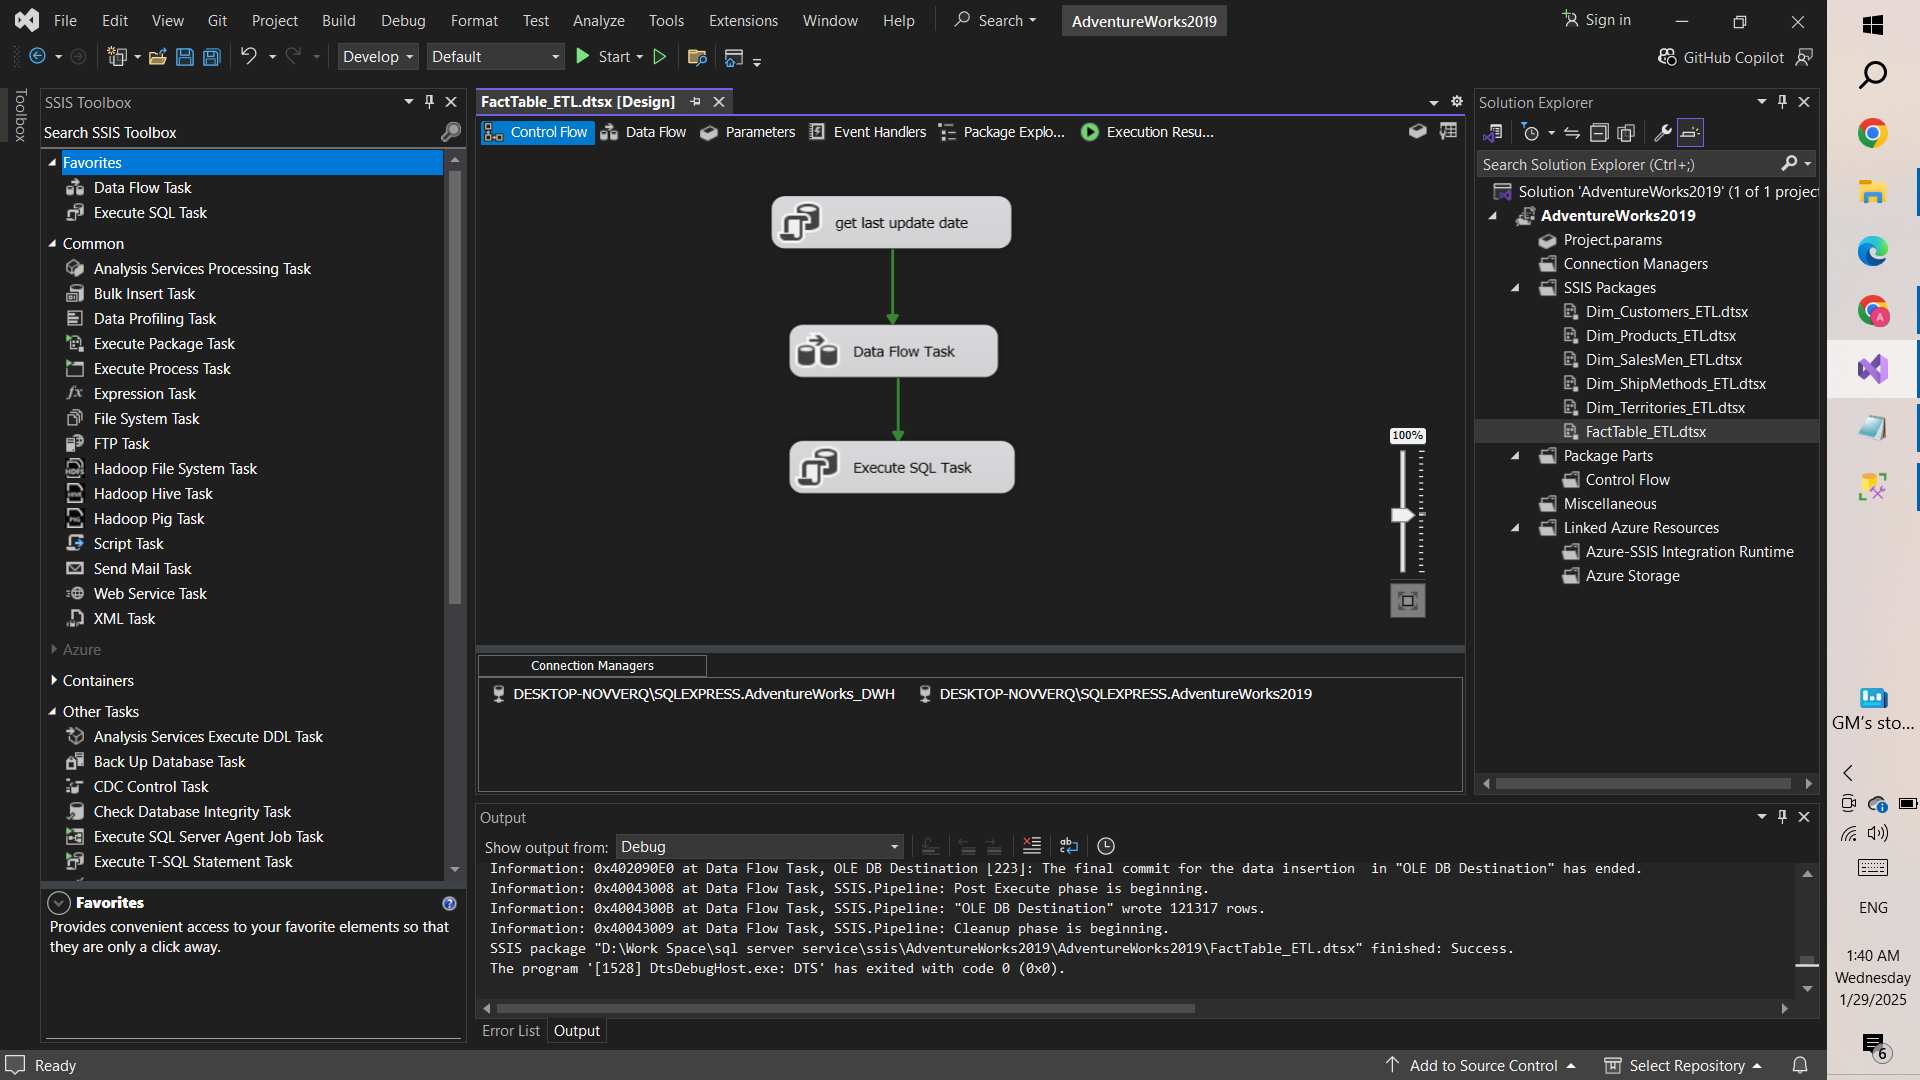 File Edit View Git Project Build Debug Format Test Analyze Tools Extensions Window Help Search AdventureWorks2019 Sign in
Develop Default Start GitHub Copilot
Toolbox
SSIS Toolbox
Search SSIS Toolbox
Favorites
Data Flow Task
Execute SQL Task
Common
Analysis Services Processing Task
Bulk Insert Task
Data Profiling Task
Execute Package Task
Execute Process Task
Expression Task
File System Task
FTP Task
Hadoop File System Task
Hadoop Hive Task
Hadoop Pig Task
Script Task
Send Mail Task
Web Service Task
XML Task
Azure
Containers
Other Tasks
Analysis Services Execute DDL Task
Back Up Database Task
CDC Control Task
Check Database Integrity Task
Execute SQL Server Agent Job Task
Execute T-SQL Statement Task
Favorites
Provides convenient access to your favorite elements so that
they are only a click away.
FactTable_ETL.dtsx [Design]
Control Flow Data Flow Parameters Event Handlers Package Explo... Execution Resu...
get last update date
Data Flow Task
Execute SQL Task
100%
Connection Managers
DESKTOP-NOVVERQ\SQLEXPRESS.AdventureWorks_DWH DESKTOP-NOVVERQ\SQLEXPRESS.AdventureWorks2019
Output
Show output from: Debug
Information: 0x402090E0 at Data Flow Task, OLE DB Destination [223]: The final commit for the data insertion  in "OLE DB Destination" has ended.
Information: 0x40043008 at Data Flow Task, SSIS.Pipeline: Post Execute phase is beginning.
Information: 0x4004300B at Data Flow Task, SSIS.Pipeline: "OLE DB Destination" wrote 121317 rows.
Information: 0x40043009 at Data Flow Task, SSIS.Pipeline: Cleanup phase is beginning.
SSIS package "D:\Work Space\sql server service\ssis\AdventureWorks2019\AdventureWorks2019\FactTable_ETL.dtsx" finished: Success.
The program '[1528] DtsDebugHost.exe: DTS' has exited with code 0 (0x0).
Error List Output
Solution Explorer
Search Solution Explorer (Ctrl+;)
Solution 'AdventureWorks2019' (1 of 1 project
AdventureWorks2019
Project.params
Connection Managers
SSIS Packages
Dim_Customers_ETL.dtsx
Dim_Products_ETL.dtsx
Dim_SalesMen_ETL.dtsx
Dim_ShipMethods_ETL.dtsx
Dim_Territories_ETL.dtsx
FactTable_ETL.dtsx
Package Parts
Control Flow
Miscellaneous
Linked Azure Resources
Azure-SSIS Integration Runtime
Azure Storage
Ready Add to Source Control Select Repository
A
GM's sto...
ENG
1:40 AM
Wednesday
1/29/2025
6